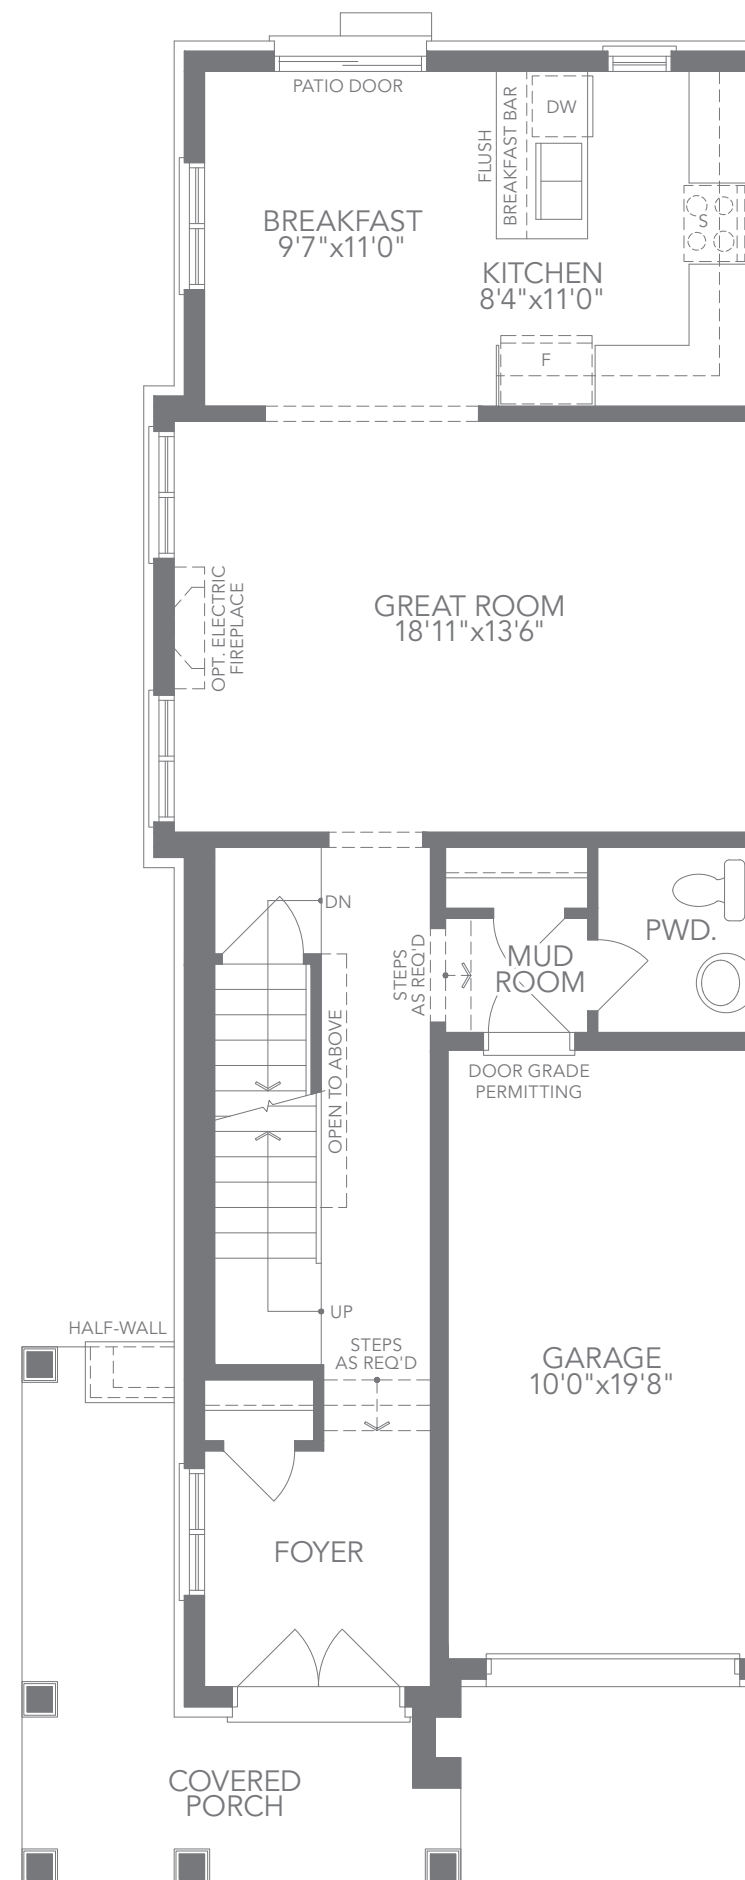 PATIO DOOR
FLUSH
BREAKFAST BAR
DW
BREAKFAST
9'7"x11'0"
S
KITCHEN
8'4"x11'0"
F
OPT. ELECTRIC
FIREPLACE
GREAT ROOM
18'11"x13'6"
DN
STEPS
AS REQ'D
MUD
ROOM
PWD.
OPEN TO ABOVE
DOOR GRADE
PERMITTING
UP
HALF-WALL
STEPS
AS REQ'D
GARAGE
10'0"x19'8"
FOYER
COVERED
PORCH